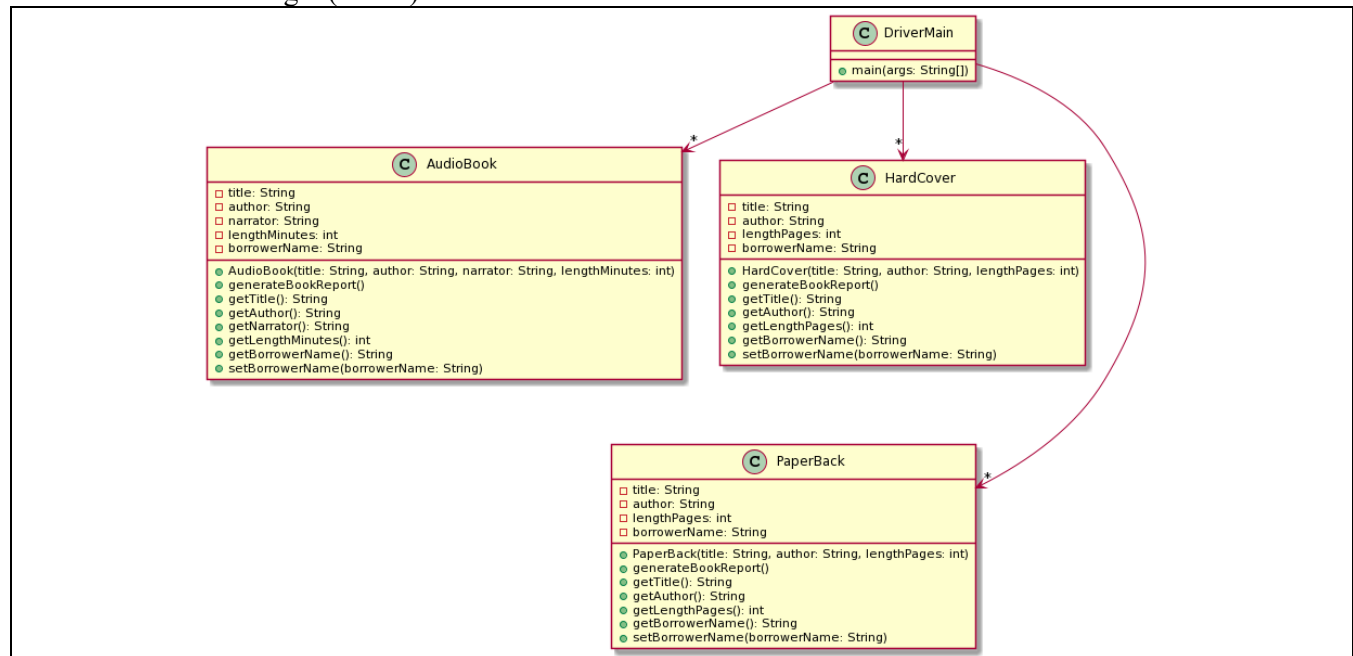 C DriverMain
main(args: String[])
*
*
C AudioBook
title: String
author: String
narrator: String
lengthMinutes: int
borrowerName: String
AudioBook(title: String, author: String, narrator: String, lengthMinutes: int)
generateBookReport()
getTitle(): String
getAuthor(): String
getNarrator(): String
getLengthMinutes(): int
getBorrowerName(): String
setBorrowerName(borrowerName: String)
C HardCover
title: String
author: String
lengthPages: int
borrowerName: String
HardCover(title: String, author: String, lengthPages: int)
generateBookReport()
getTitle(): String
getAuthor(): String
getLengthPages(): int
getBorrowerName(): String
setBorrowerName(borrowerName: String)
*
C PaperBack
title: String
author: String
lengthPages: int
borrowerName: String
PaperBack(title: String, author: String, lengthPages: int)
generateBookReport()
getTitle(): String
getAuthor(): String
getLengthPages(): int
getBorrowerName(): String
setBorrowerName(borrowerName: String)